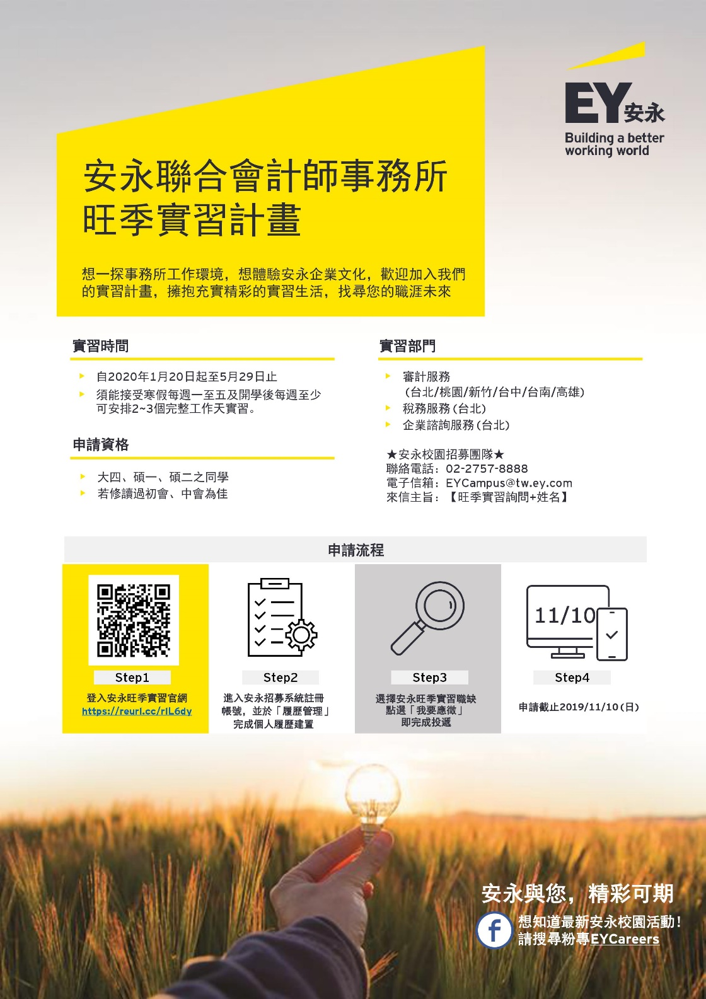 EY安永
Building a better
working world
安永聯合會計師事務所
旺季實習計畫
想一探事務所工作環境，想體驗安永企業文化，歡迎加入我們
的實習計畫，擁抱充實精彩的實習生活，找尋您的職涯未來
實習時間
自2020年1月20日起至5月29日止
須能接受寒假每週一至五及開學後每週至少
可安排2~3個完整工作天實習。
申請資格
大四、碩一、碩二之同學
若修讀過初會、中會為佳
實習部門
審計服務
(台北/桃園/新竹/台中/台南/高雄)
稅務服務(台北)
企業諮詢服務(台北)
★安永校園招募團隊★
聯絡電話：02-2757-8888
電子信箱：EYCampus@tw.ey.com
來信主旨：【旺季實習詢問+姓名】
申請流程
Step1
登入安永旺季實習官網
https://reurl.cc/rlL6dy
Step2
進入安永招募系統註冊
帳號，並於「履歷管理」
完成個人履歷建置
Step3
選擇安永旺季實習職缺
點選「我要應徵」
即完成投遞
11/10
Step4
申請截止2019/11/10(日)
安永與您，精彩可期
想知道最新安永校園活動！
請搜尋粉專EYCareers